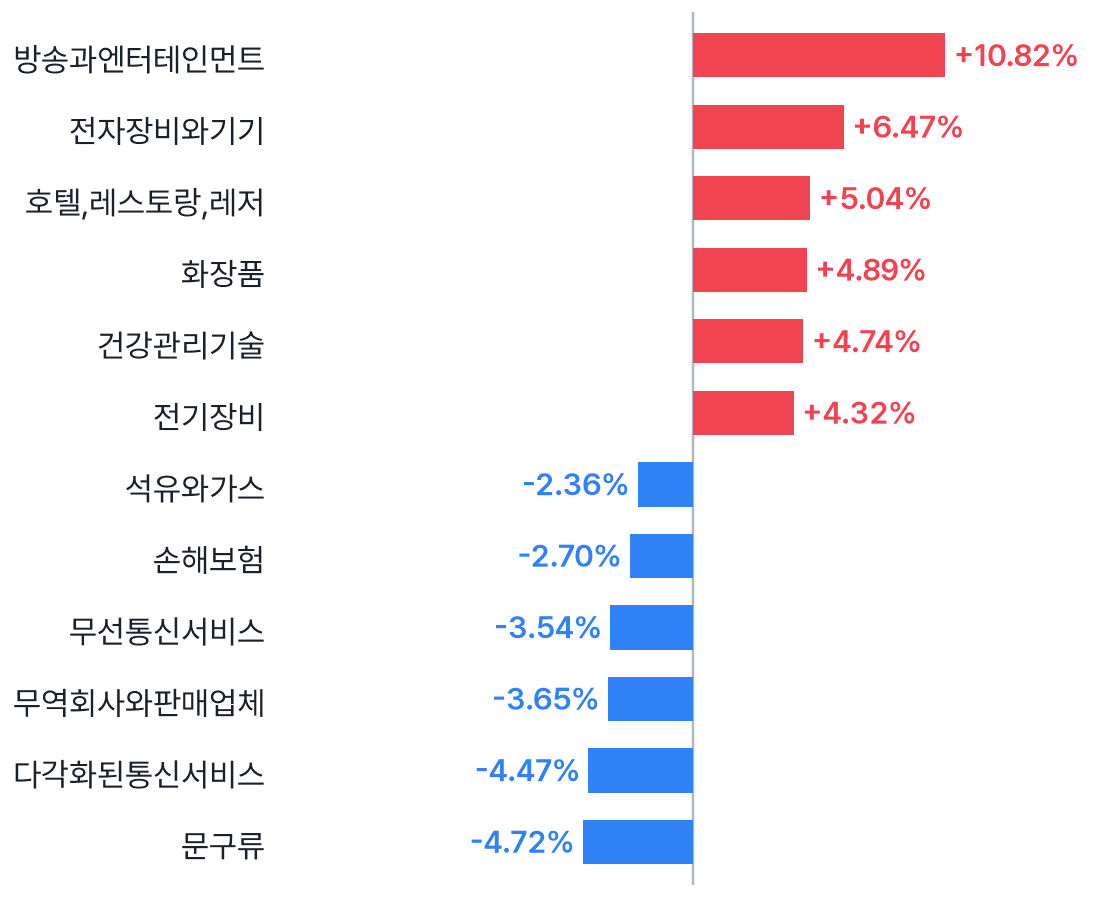 방송과엔터테인먼트 +10.82%
전자장비와기기 +6.47%
호텔,레스토랑,레저 +5.04%
화장품 +4.89%
건강관리기술 +4.74%
전기장비 +4.32%
석유와가스 -2.36%
손해보험 -2.70%
무선통신서비스 -3.54%
무역회사와판매업체 -3.65%
다각화된통신서비스 -4.47%
문구류 -4.72%